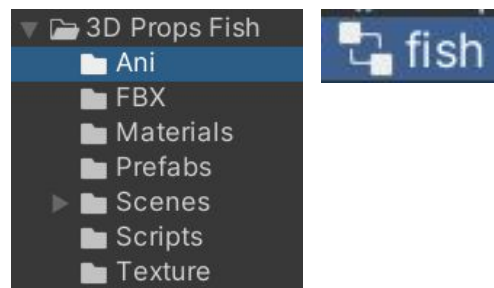 3D Props Fish
Ani
FBX
Materials
Prefabs
Scenes
Scripts
Texture
fish